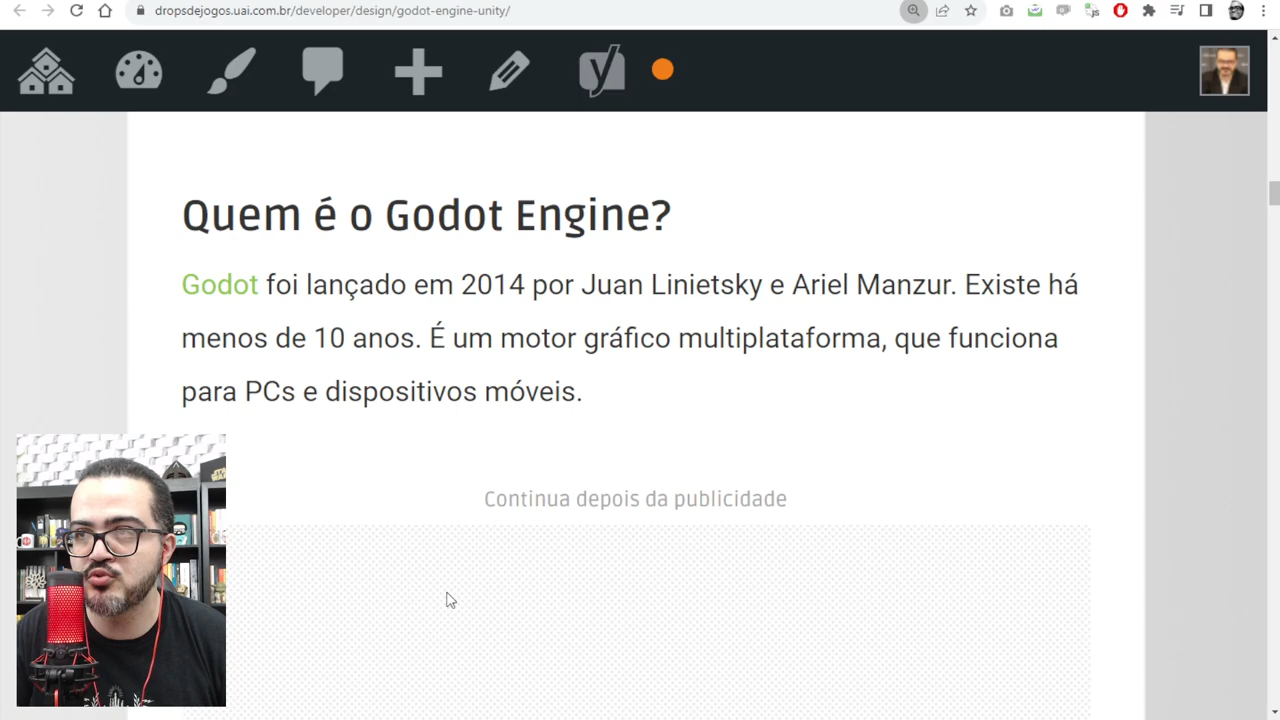 dropsdejogos.uai.com.br/developer/design/godot-engine-unity/
Quem é o Godot Engine?
Godot foi lançado em 2014 por Juan Linietsky e Ariel Manzur. Existe há
menos de 10 anos. É um motor gráfico multiplataforma, que funciona
para PCs e dispositivos móveis.
Continua depois da publicidade